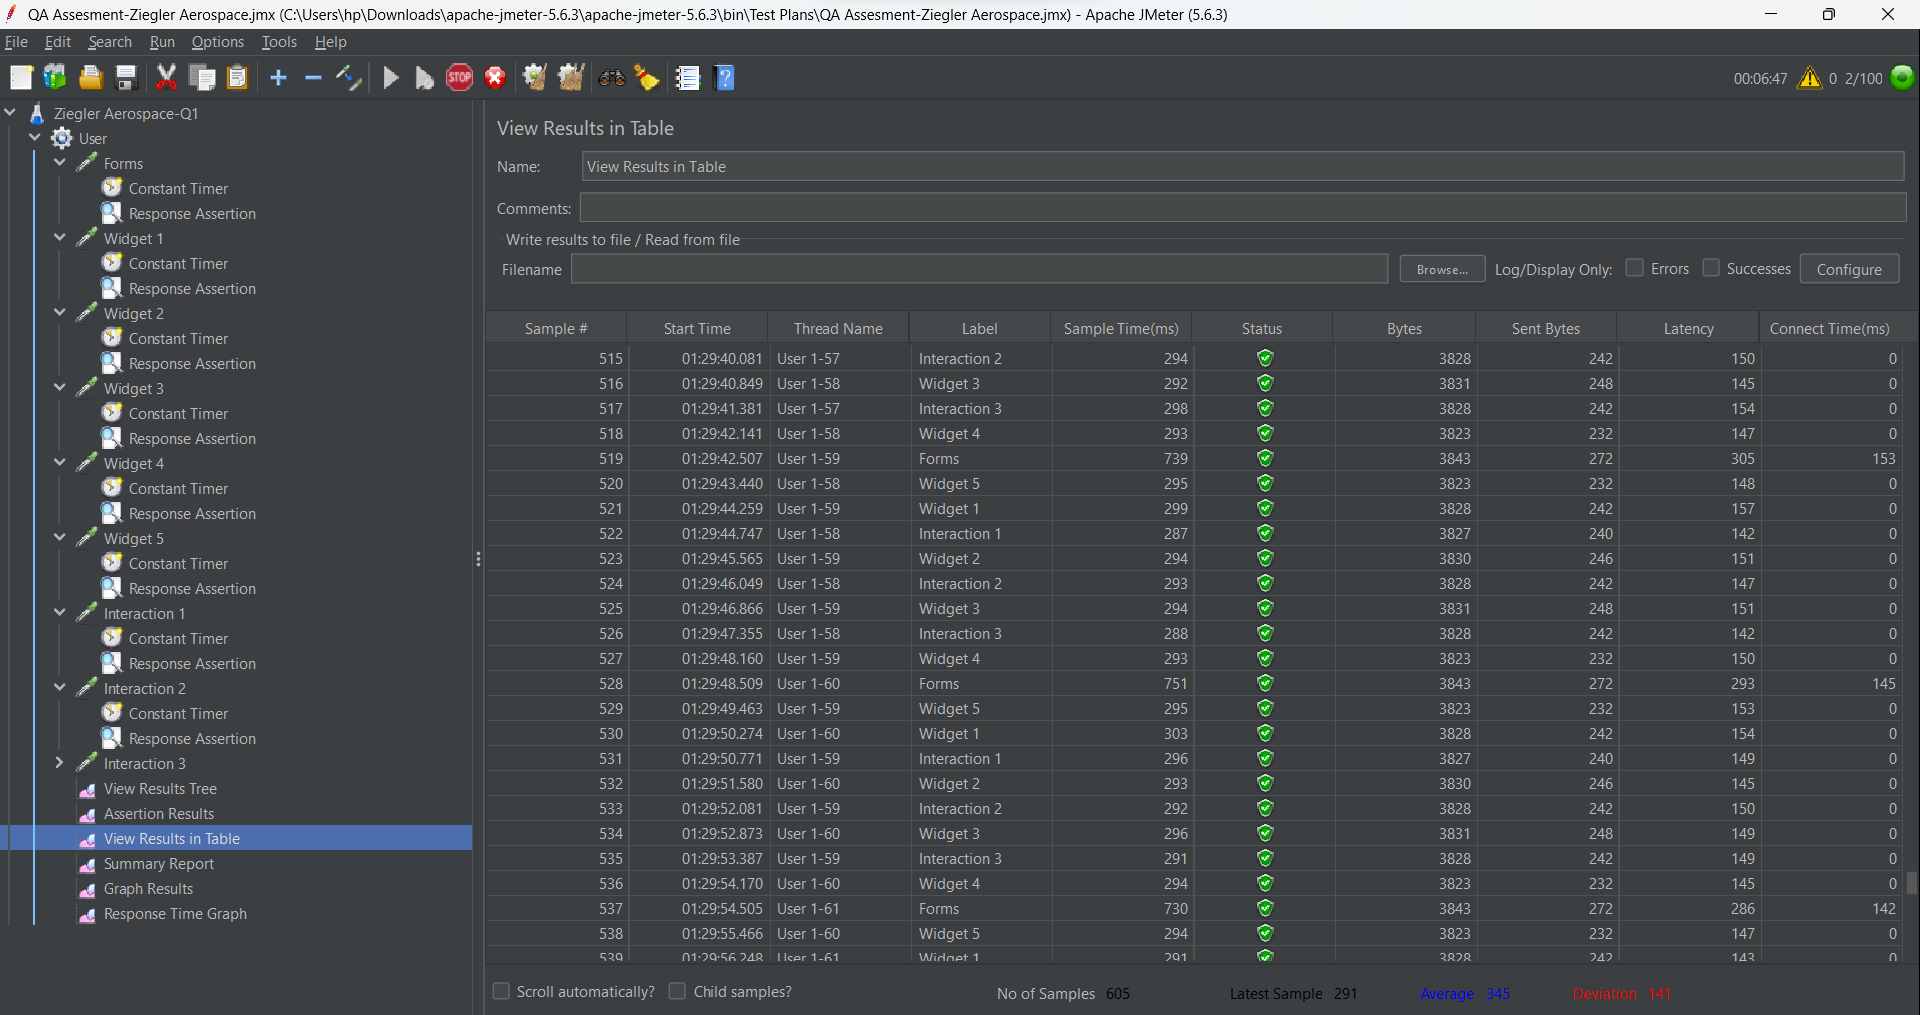 QA Assesment-Ziegler Aerospace.jmx (C:\Users\hp\Downloads\apache-jmeter-5.6.3\apache-jmeter-5.6.3\bin\Test Plans\QA Assesment-Ziegler Aerospace.jmx) - Apache JMeter (5.6.3)
File Edit Search Run Options Tools Help
STOP 00:06:47 0 2/100
Ziegler Aerospace-Q1
User
Forms
Constant Timer
Response Assertion
Widget 1
Constant Timer
Response Assertion
Widget 2
Constant Timer
Response Assertion
Widget 3
Constant Timer
Response Assertion
Widget 4
Constant Timer
Response Assertion
Widget 5
Constant Timer
Response Assertion
Interaction 1
Constant Timer
Response Assertion
Interaction 2
Constant Timer
Response Assertion
Interaction 3
View Results Tree
Assertion Results
View Results in Table
Summary Report
Graph Results
Response Time Graph
View Results in Table
Name: View Results in Table
Comments:
Write results to file / Read from file
Filename Browse... Log/Display Only: Errors Successes Configure
Sample # Start Time Thread Name Label Sample Time(ms) Status Bytes Sent Bytes Latency Connect Time(ms)
515 01:29:40.081 User 1-57 Interaction 2 294 3828 242 150 0
516 01:29:40.849 User 1-58 Widget 3 292 3831 248 145 0
517 01:29:41.381 User 1-57 Interaction 3 298 3828 242 154 0
518 01:29:42.141 User 1-58 Widget 4 293 3823 232 147 0
519 01:29:42.507 User 1-59 Forms 739 3843 272 305 153
520 01:29:43.440 User 1-58 Widget 5 295 3823 232 148 0
521 01:29:44.259 User 1-59 Widget 1 299 3828 242 157 0
522 01:29:44.747 User 1-58 Interaction 1 287 3827 240 142 0
523 01:29:45.565 User 1-59 Widget 2 294 3830 246 151 0
524 01:29:46.049 User 1-58 Interaction 2 293 3828 242 147 0
525 01:29:46.866 User 1-59 Widget 3 294 3831 248 151 0
526 01:29:47.355 User 1-58 Interaction 3 288 3828 242 142 0
527 01:29:48.160 User 1-59 Widget 4 293 3823 232 150 0
528 01:29:48.509 User 1-60 Forms 751 3843 272 293 145
529 01:29:49.463 User 1-59 Widget 5 295 3823 232 153 0
530 01:29:50.274 User 1-60 Widget 1 303 3828 242 154 0
531 01:29:50.771 User 1-59 Interaction 1 296 3827 240 149 0
532 01:29:51.580 User 1-60 Widget 2 293 3830 246 145 0
533 01:29:52.081 User 1-59 Interaction 2 292 3828 242 150 0
534 01:29:52.873 User 1-60 Widget 3 296 3831 248 149 0
535 01:29:53.387 User 1-59 Interaction 3 291 3828 242 149 0
536 01:29:54.170 User 1-60 Widget 4 294 3823 232 145 0
537 01:29:54.505 User 1-61 Forms 730 3843 272 286 142
538 01:29:55.466 User 1-60 Widget 5 294 3823 232 147 0
539 01:29:56.248 User 1-61 Widget 1 291 3828 242 143 0
Scroll automatically? Child samples? No of Samples 605 Latest Sample 291 Average 345 Deviation 141